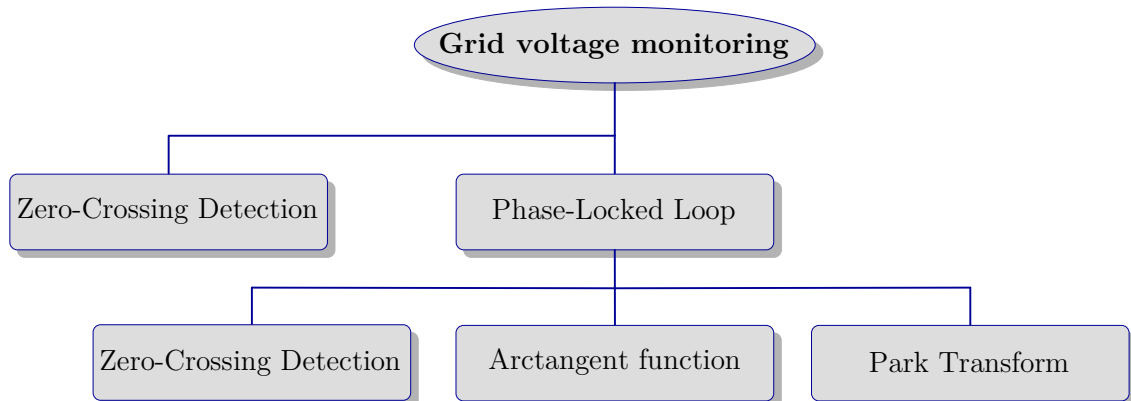 Grid voltage monitoring
Zero-Crossing Detection
Phase-Locked Loop
Zero-Crossing Detection
Arctangent function
Park Transform